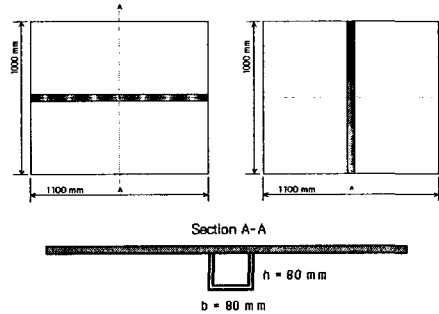 A
1000 mm
1100 mm
A
1000 mm
1100 mm
A
Section A-A
h = 80 mm
b = 80 mm